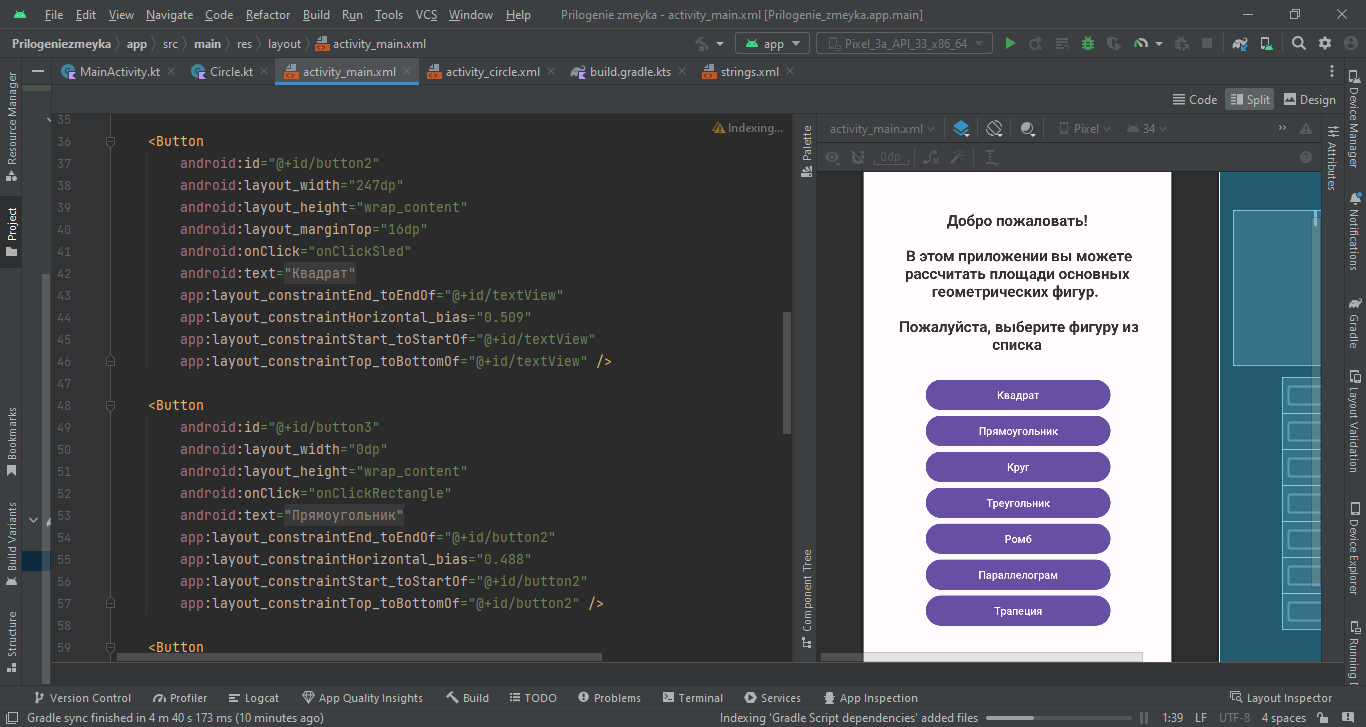 File Edit View Navigate Code Refactor Build Run Tools VCS Window Help Prilogenie zmeyka - activity_main.xml [Prilogenie_zmeyka.app.main]
Prilogeniezmeyka app src main res layout activity_main.xml app Pixel_3a_API_33_x86_64
MainActivity.kt Circle.kt activity_main.xml activity_circle.xml build.gradle.kts strings.xml
Code Split Design
Resource Manager
Project
Bookmarks
Build Variants
Structure
35
36 <Button
37 android:id="@+id/button2"
38 android:layout_width="247dp"
39 android:layout_height="wrap_content"
40 android:layout_marginTop="16dp"
41 android:onClick="onClickSled"
42 android:text="Квадрат"
43 app:layout_constraintEnd_toEndOf="@+id/textView"
44 app:layout_constraintHorizontal_bias="0.509"
45 app:layout_constraintStart_toStartOf="@+id/textView"
46 app:layout_constraintTop_toBottomOf="@+id/textView" />
47
48 <Button
49 android:id="@+id/button3"
50 android:layout_width="0dp"
51 android:layout_height="wrap_content"
52 android:onClick="onClickRectangle"
53 android:text="Прямоугольник"
54 app:layout_constraintEnd_toEndOf="@+id/button2"
55 app:layout_constraintHorizontal_bias="0.488"
56 app:layout_constraintStart_toStartOf="@+id/button2"
57 app:layout_constraintTop_toBottomOf="@+id/button2" />
58
59 <Button
Indexing...
Palette
Component Tree
activity_main.xml Pixel 34
0dp
Добро пожаловать!
В этом приложении вы можете
рассчитать площади основных
геометрических фигур.
Пожалуйста, выберите фигуру из
списка
Квадрат
Прямоугольник
Круг
Треугольник
Ромб
Параллелограм
Трапеция
Attributes
Device Manager
Notifications
Gradle
Layout Validation
Device Explorer
Running
Version Control Profiler Logcat App Quality Insights Build TODO Problems Terminal Services App Inspection Layout Inspector
Gradle sync finished in 4 m 40 s 173 ms (10 minutes ago) Indexing 'Gradle Script dependencies' added files 1:39 LF UTF-8 4 spaces